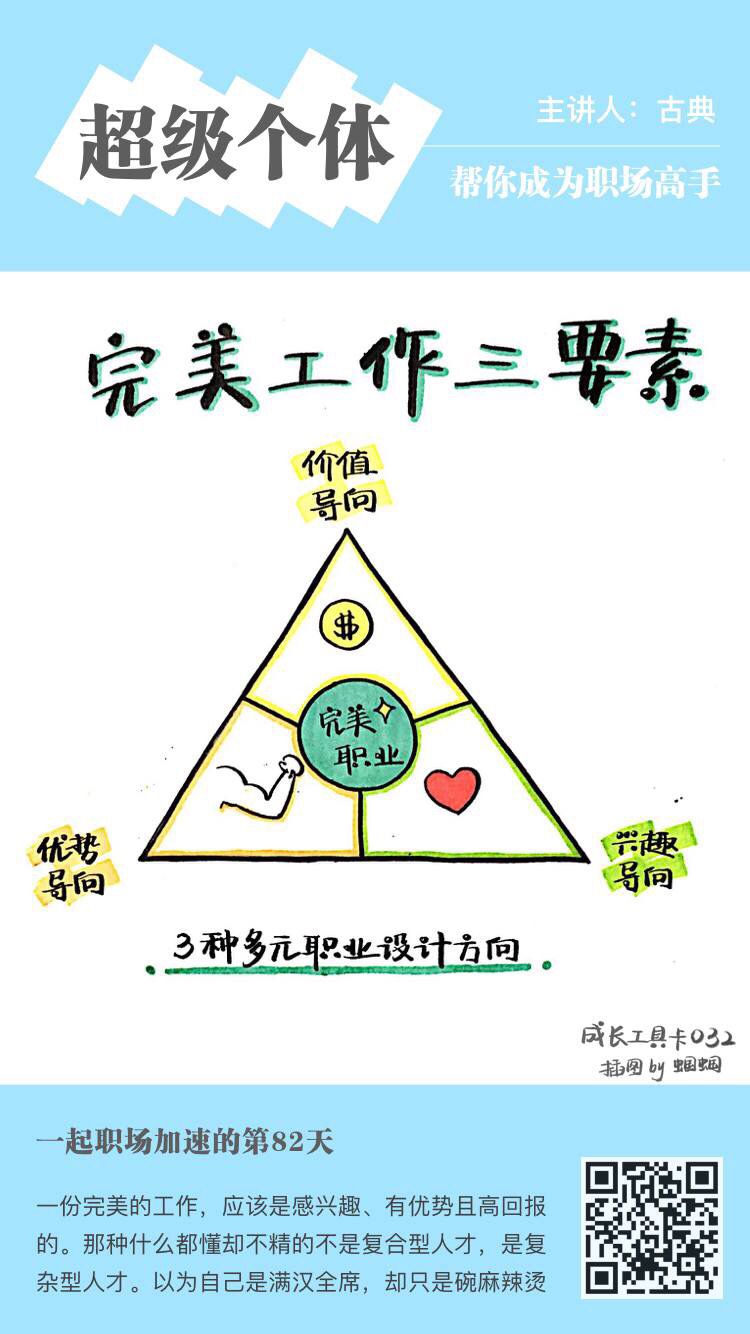 超级个体
主讲人：古典
帮你成为职场高手
完美工作三要素
价值
导向
$
完美
职业
优势
导向
兴趣
导向
3种多元职业设计方向
成长工具卡032
插图by蝈蝈
一起职场加速的第82天
一份完美的工作，应该是感兴趣、有优势且高回报
的。那种什么都懂却不精的不是复合型人才，是复
杂型人才。以为自己是满汉全席，却只是碗麻辣烫